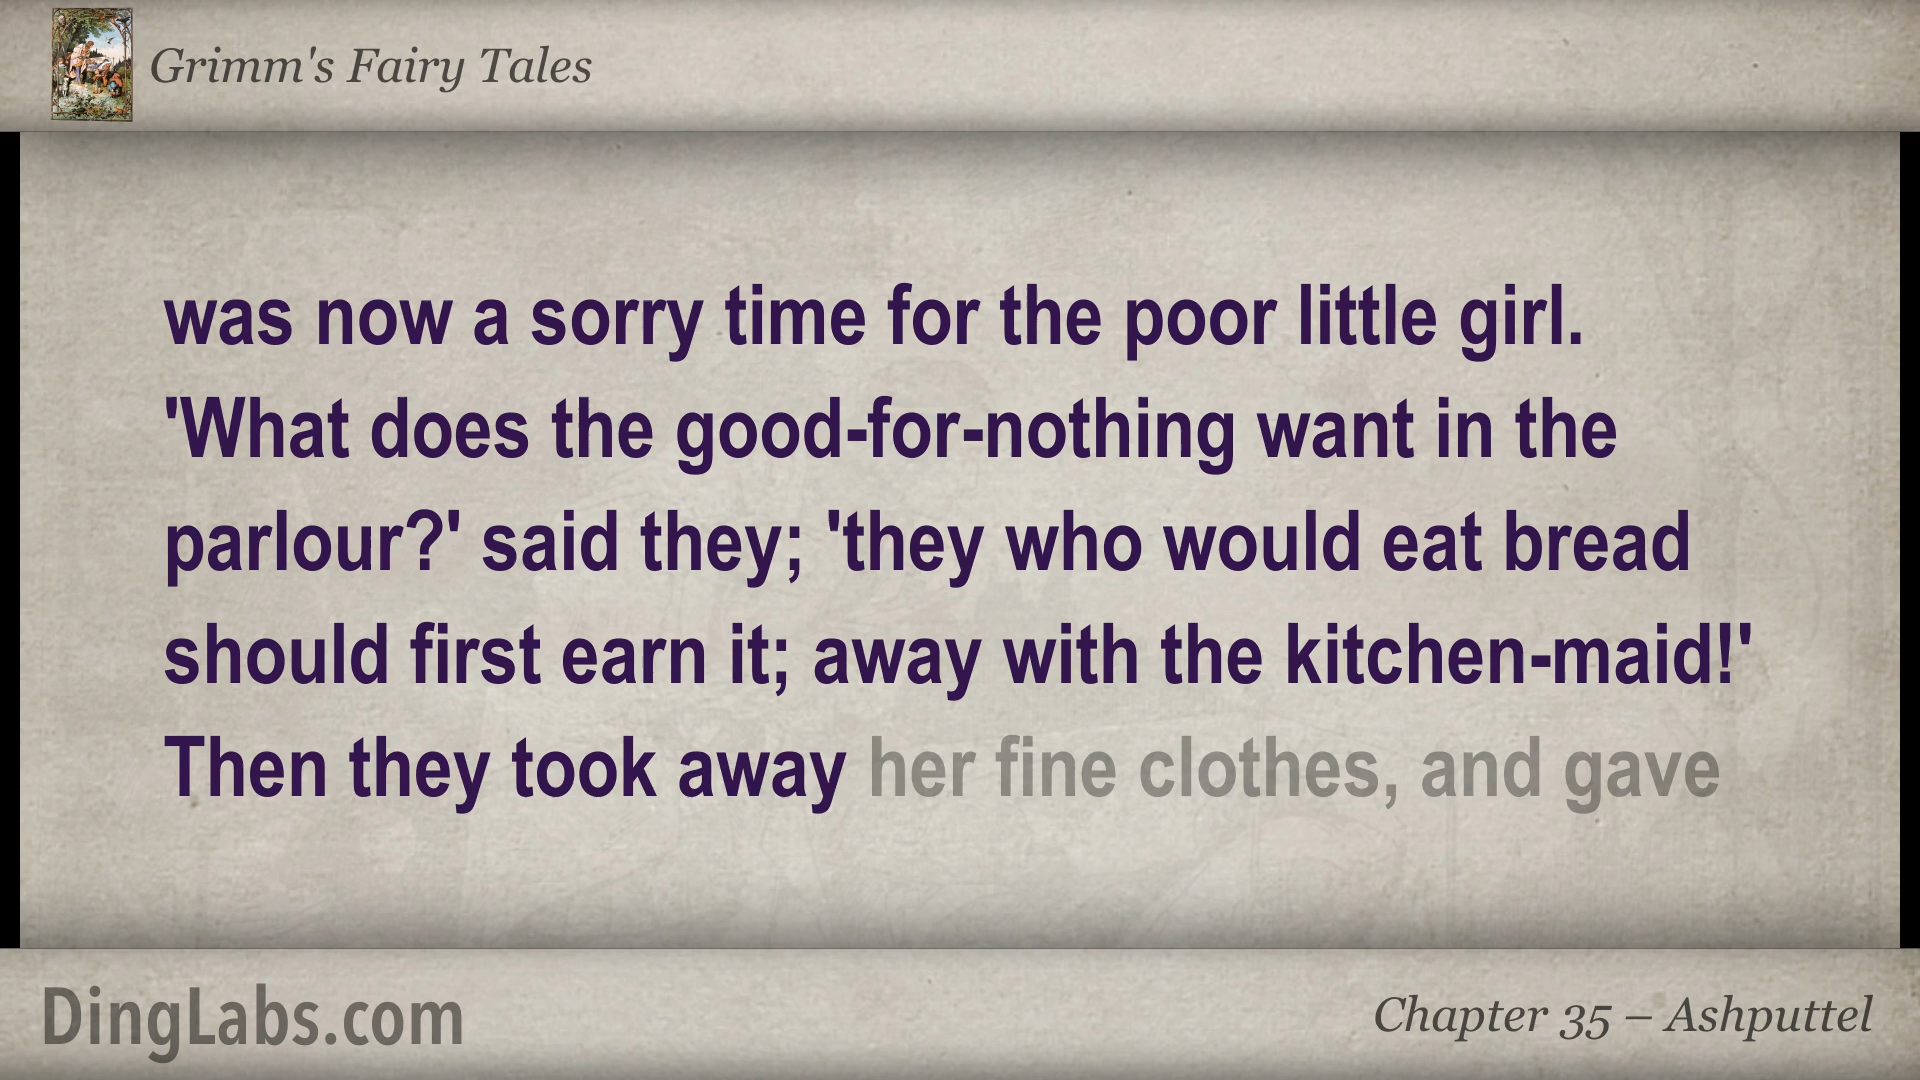 Grimm's Fairy Tales
was now a sorry time for the poor little girl.
'What does the good-for-nothing want in the
parlour?' said they; 'they who would eat bread
should first earn it; away with the kitchen-maid!'
Then they took away her fine clothes, and gave
DingLabs.com
Chapter 35 – Ashputtel